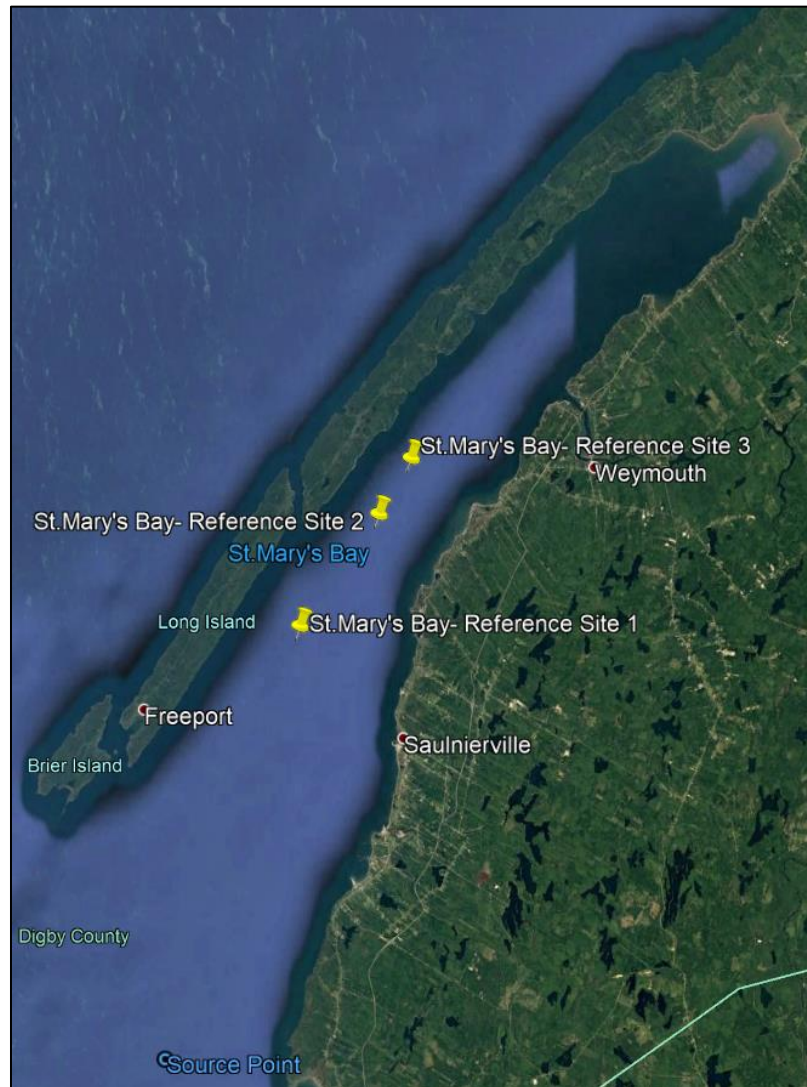 St.Mary's Bay- Reference Site 3
Weymouth
St.Mary's Bay- Reference Site 2
St.Mary's Bay
Long Island
St.Mary's Bay- Reference Site 1
Freeport
Saulnierville
Brier Island
Digby County
Source Point